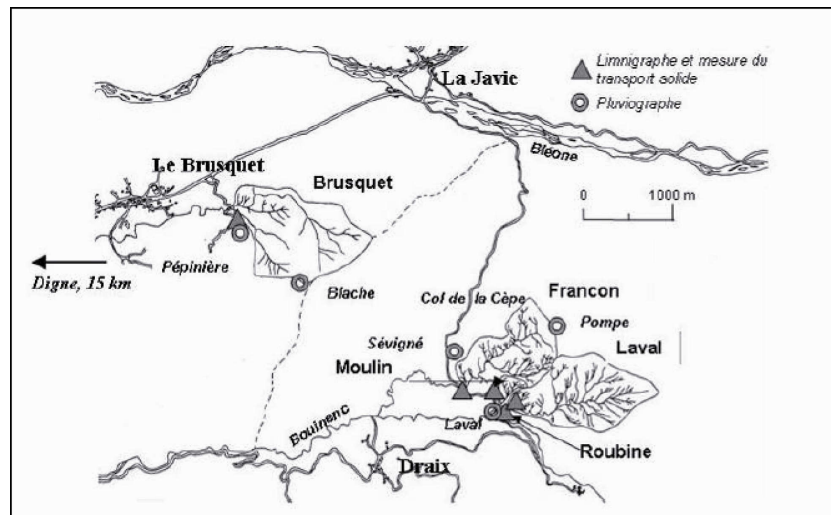 La Javie
Limnigraphe et mesure du
transport solide
Pluviographe
Bléone
Le Brusquet
Brusquet
0 1000 m
Pépinière
Digne, 15 km
Blache
Col de la Cèpe
Francon
Pompe
Sévigné
Laval
Moulin
Bouinenc
Laval
Roubine
Draix